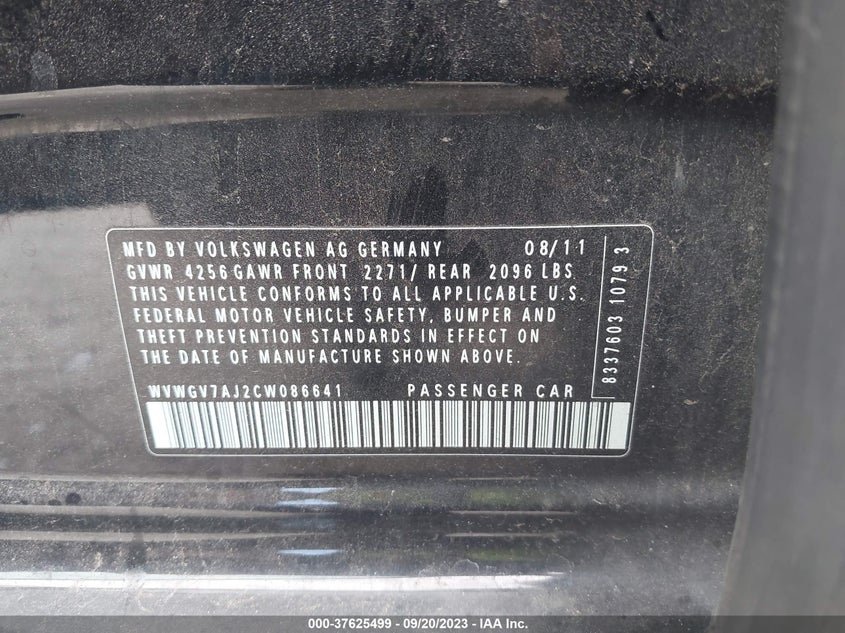 MFD BY VOLKSWAGEN AG GERMANY 08/11
GVWR 4256 GAWR FRONT 2271/ REAR 2096 LBS
THIS VEHICLE CONFORMS TO ALL APPLICABLE U.S.
FEDERAL MOTOR VEHICLE SAFETY, BUMPER AND
THEFT PREVENTION STANDARDS IN EFFECT ON
THE DATE OF MANUFACTURE SHOWN ABOVE.
WVWGV7AJ2CW086641 PASSENGER CAR
8337603 1079 3
000-37625499 - 09/20/2023 - IAA Inc.